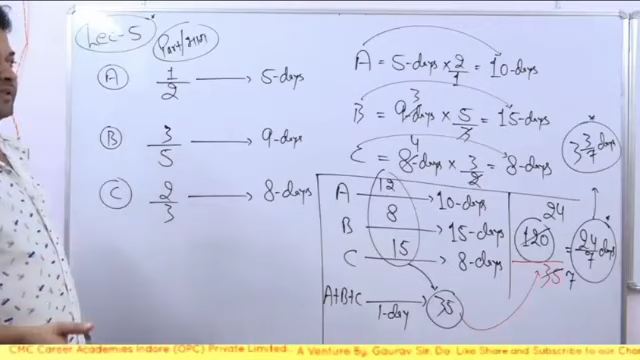 Lec-5
Part/भाग
A 1/2 → 5-days
B 3/5 → 9-days
C 2/3 → 8-days
A = 5-days × 2/1 = 10-days
B = 9-days 3 × 5/3 = 15-days
C = 8-days 4 × 3/2 =
A 12 → 10-days
B 8 → 15-days
C 15 → 8-days
A+B+C 1-day → 35
24
120/35 7 = 24/7 days
3 3/7 days
CMC Career Academies Indore (OPC) Private Limited. A Venture By Gaurav Sir. Do Like Share and Subscribe to our Cha